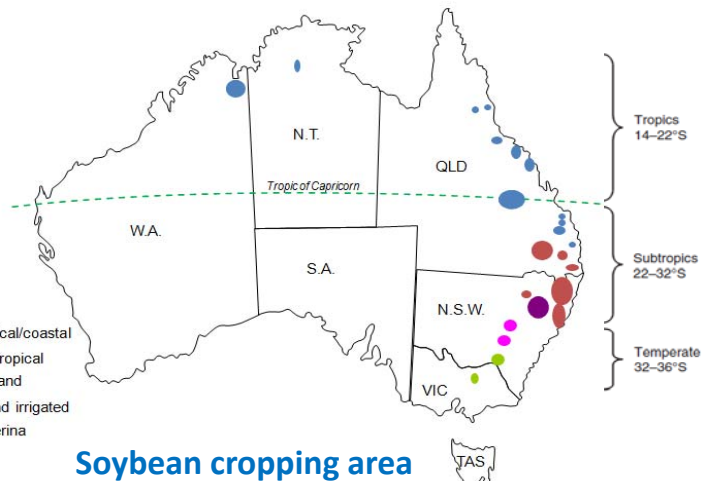 Tropics
14–22°S
N.T.
QLD
Tropic of Capricorn
W.A.
S.A.
Subtropics
22–32°S
N.S.W.
cal/coastal
ropical
and
Temperate
32–36°S
nd irrigated
erina
VIC
Soybean cropping area
TAS